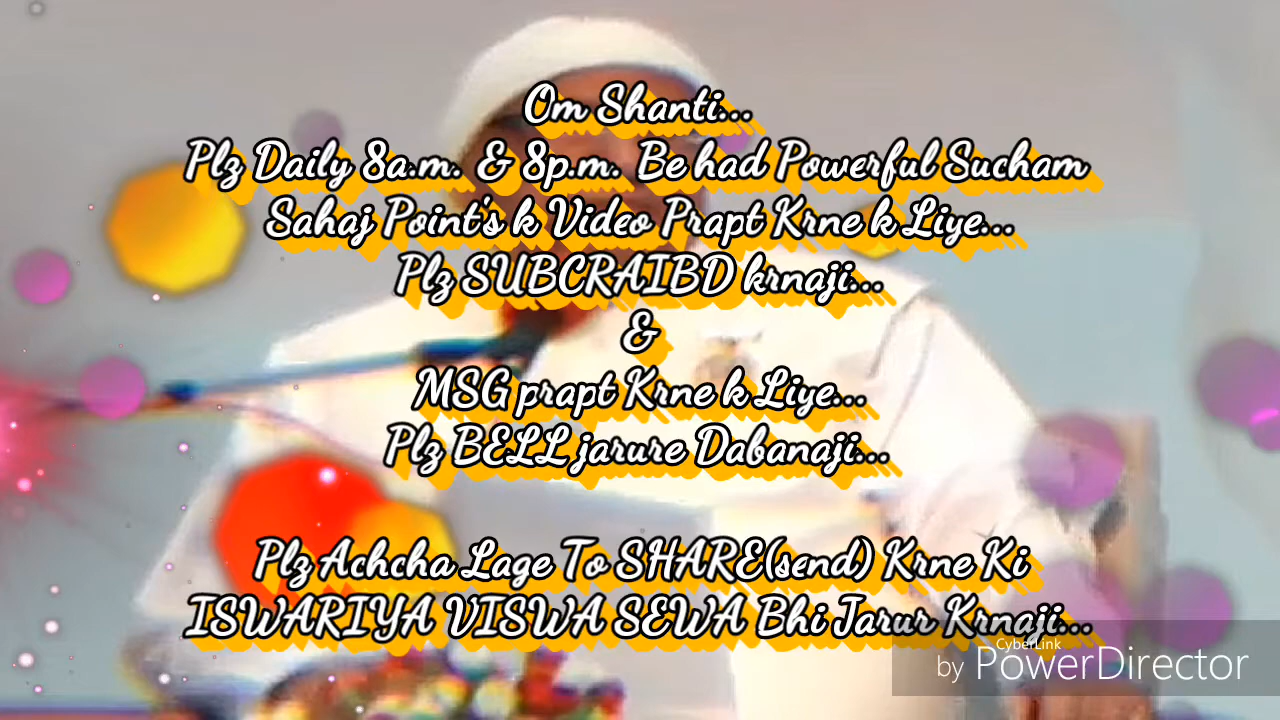 Om Shanti...
Plz Daily 8a.m. & 8p.m. Be had Powerful Sucham
Sahaj Point's k Video Prapt Krne k Liye...
Plz SUBCRAIBD krnaji...
&
MSG prapt Krne k Liye...
Plz BELL jarure Dabanaji...
Plz Achcha Lage To SHARE(send) Krne Ki
ISWARIYA VISWA SEWA Bhi Jarur Krnaji...
CyberLink
by PowerDirector